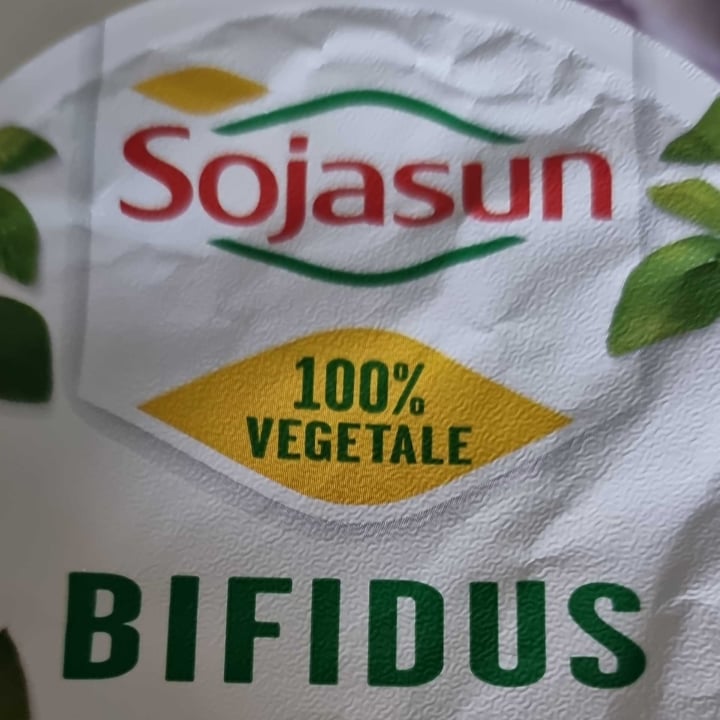 Sojasun
100%
VEGETALE
BIFIDUS